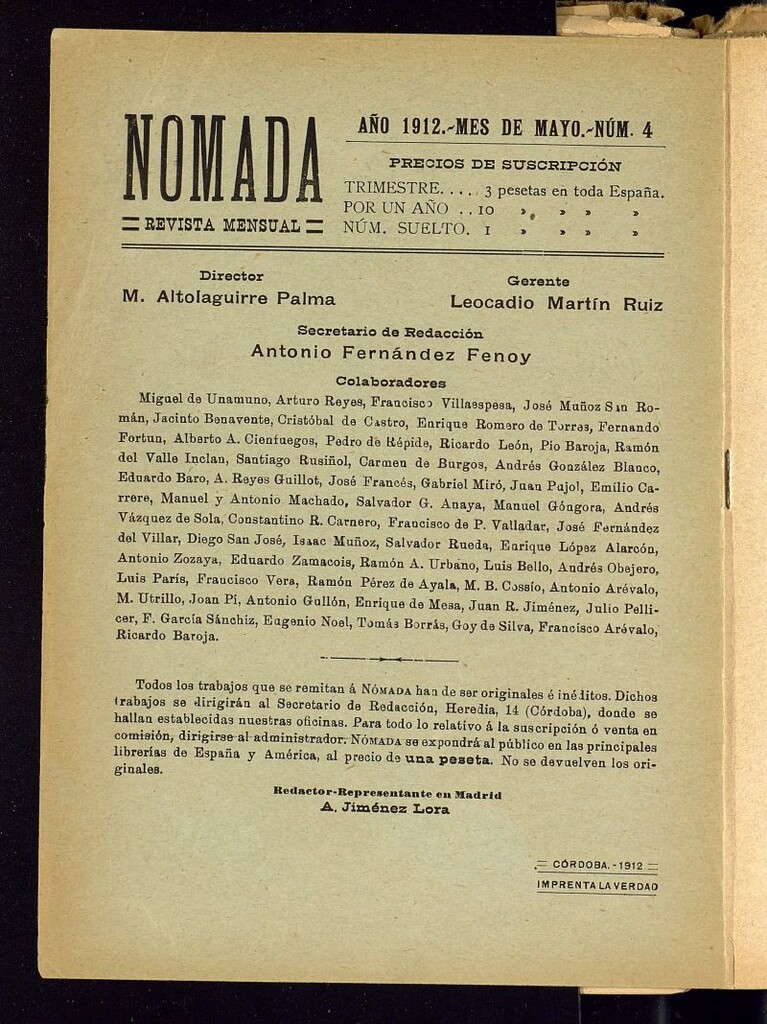 NOMADA
REVISTA MENSUAL
AÑO 1912.-MES DE MAYO.-NÚM. 4
PRECIOS DE SUSCRIPCIÓN
TRIMESTRE. . . . 3 pesetas en toda España.
POR UN AÑO . . 10 » » » »
NÚM. SUELTO. 1 » » » »
Director
M. Altolaguirre Palma
Gerente
Leocadio Martín Ruiz
Secretario de Redacción
Antonio Fernández Fenoy
Colaboradores
Miguel de Unamuno, Arturo Reyes, Francisco Villaespesa, José Muñoz San Ro-
mán, Jacinto Benavente, Cristóbal de Castro, Enrique Romero de Torres, Fernando
Fortun, Alberto A. Cienfuegos, Pedro de Répide, Ricardo León, Pio Baroja, Ramón
del Valle Inclan, Santiago Rusiñol, Carmen de Burgos, Andrés González Blanco,
Eduardo Baro, A. Reyes Guillot, José Francés, Gabriel Miró, Juan Pujol, Emilio Ca-
rrere, Manuel y Antonio Machado, Salvador G. Anaya, Manuel Góngora, Andrés
Vázquez de Sola, Constantino R. Carnero, Francisco de P. Valladar, José Fernández
del Villar, Diego San José, Isaac Muñoz, Salvador Rueda, Enrique López Alarcón,
Antonio Zozaya, Eduardo Zamacois, Ramón A. Urbano, Luis Bello, Andrés Obejero,
Luis París, Francisco Vera, Ramón Pérez de Ayala, M. B. Cossío, Antonio Arévalo,
M. Utrillo, Joan Pí, Antonio Gullón, Enrique de Mesa, Juan R. Jiménez, Julio Pelli-
cer, F. García Sánchiz, Eugenio Noel, Tomás Borrás, Goy de Silva, Francisco Arévalo,
Ricardo Baroja.
Todos los trabajos que se remitan á NÓMADA han de ser originales é inéditos. Dichos
trabajos se dirigirán al Secretario de Redacción, Heredia, 14 (Córdoba), donde se
hallan establecidas nuestras oficinas. Para todo lo relativo á la suscripción ó venta en
comisión, dirigirse al administrador. NÓMADA se expondrá al público en las principales
librerías de España y América, al precio de una peseta. No se devuelven los ori-
ginales.
Redactor-Representante en Madrid
A. Jiménez Lora
CÓRDOBA.-1912
IMPRENTA LA VERDAD